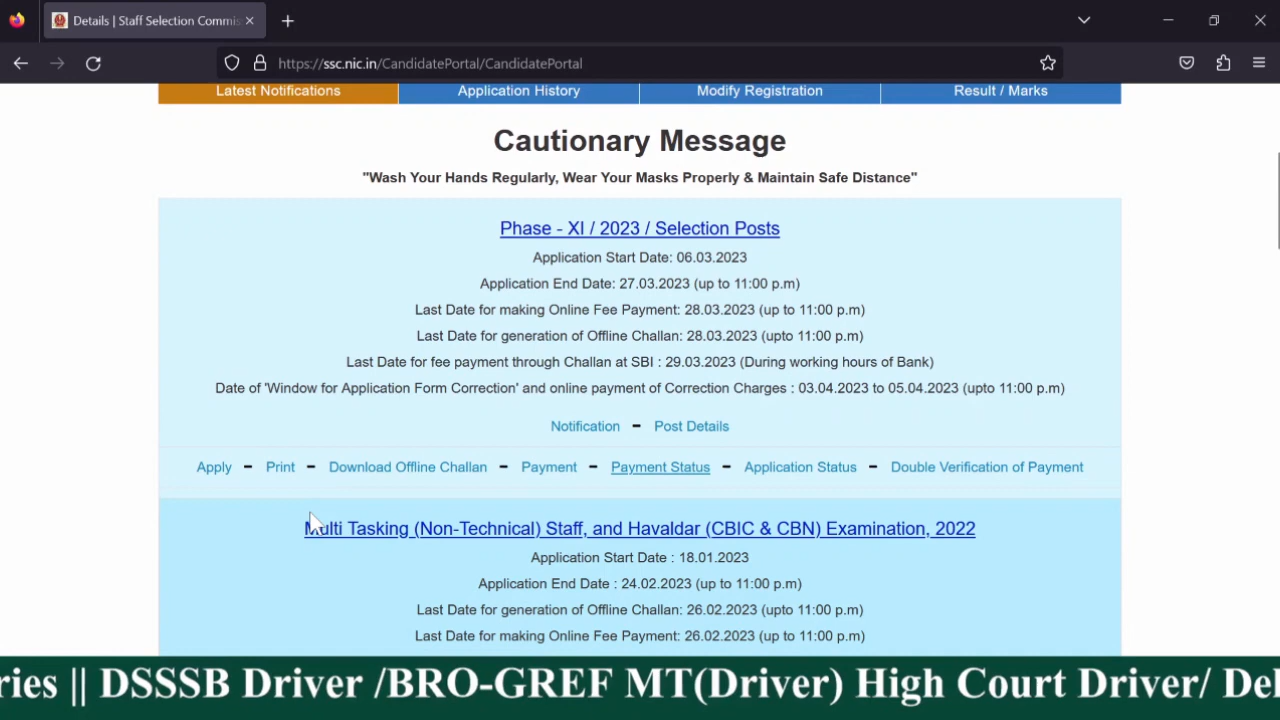 Details | Staff Selection Commis
https://ssc.nic.in/CandidatePortal/CandidatePortal
Latest Notifications Application History Modify Registration Result / Marks
Cautionary Message
"Wash Your Hands Regularly, Wear Your Masks Properly & Maintain Safe Distance"
Phase - XI / 2023 / Selection Posts
Application Start Date: 06.03.2023
Application End Date: 27.03.2023 (up to 11:00 p.m)
Last Date for making Online Fee Payment: 28.03.2023 (up to 11:00 p.m)
Last Date for generation of Offline Challan: 28.03.2023 (upto 11:00 p.m)
Last Date for fee payment through Challan at SBI : 29.03.2023 (During working hours of Bank)
Date of 'Window for Application Form Correction' and online payment of Correction Charges : 03.04.2023 to 05.04.2023 (upto 11:00 p.m)
Notification - Post Details
Apply - Print - Download Offline Challan - Payment - Payment Status - Application Status - Double Verification of Payment
Multi Tasking (Non-Technical) Staff, and Havaldar (CBIC & CBN) Examination, 2022
Application Start Date : 18.01.2023
Application End Date : 24.02.2023 (up to 11:00 p.m)
Last Date for generation of Offline Challan: 26.02.2023 (upto 11:00 p.m)
Last Date for making Online Fee Payment: 26.02.2023 (upto 11:00 p.m)
ries || DSSSB Driver /BRO-GREF MT(Driver) High Court Driver/ Del